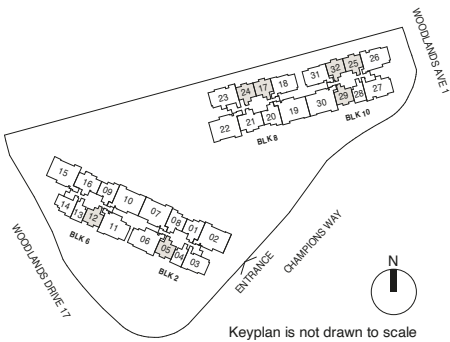 WOODLANDS AVE 1
23 24 17 18 31 32 25 26
22 21 20 19 30 29 28 27
BLK 8
BLK 10
15 16 09 10 07 08 01 02
14 13 12 11 06 05 04 03
BLK 6
BLK 2
WOODLANDS DRIVE 17
ENTRANCE
CHAMPIONS WAY
N
Keyplan is not drawn to scale